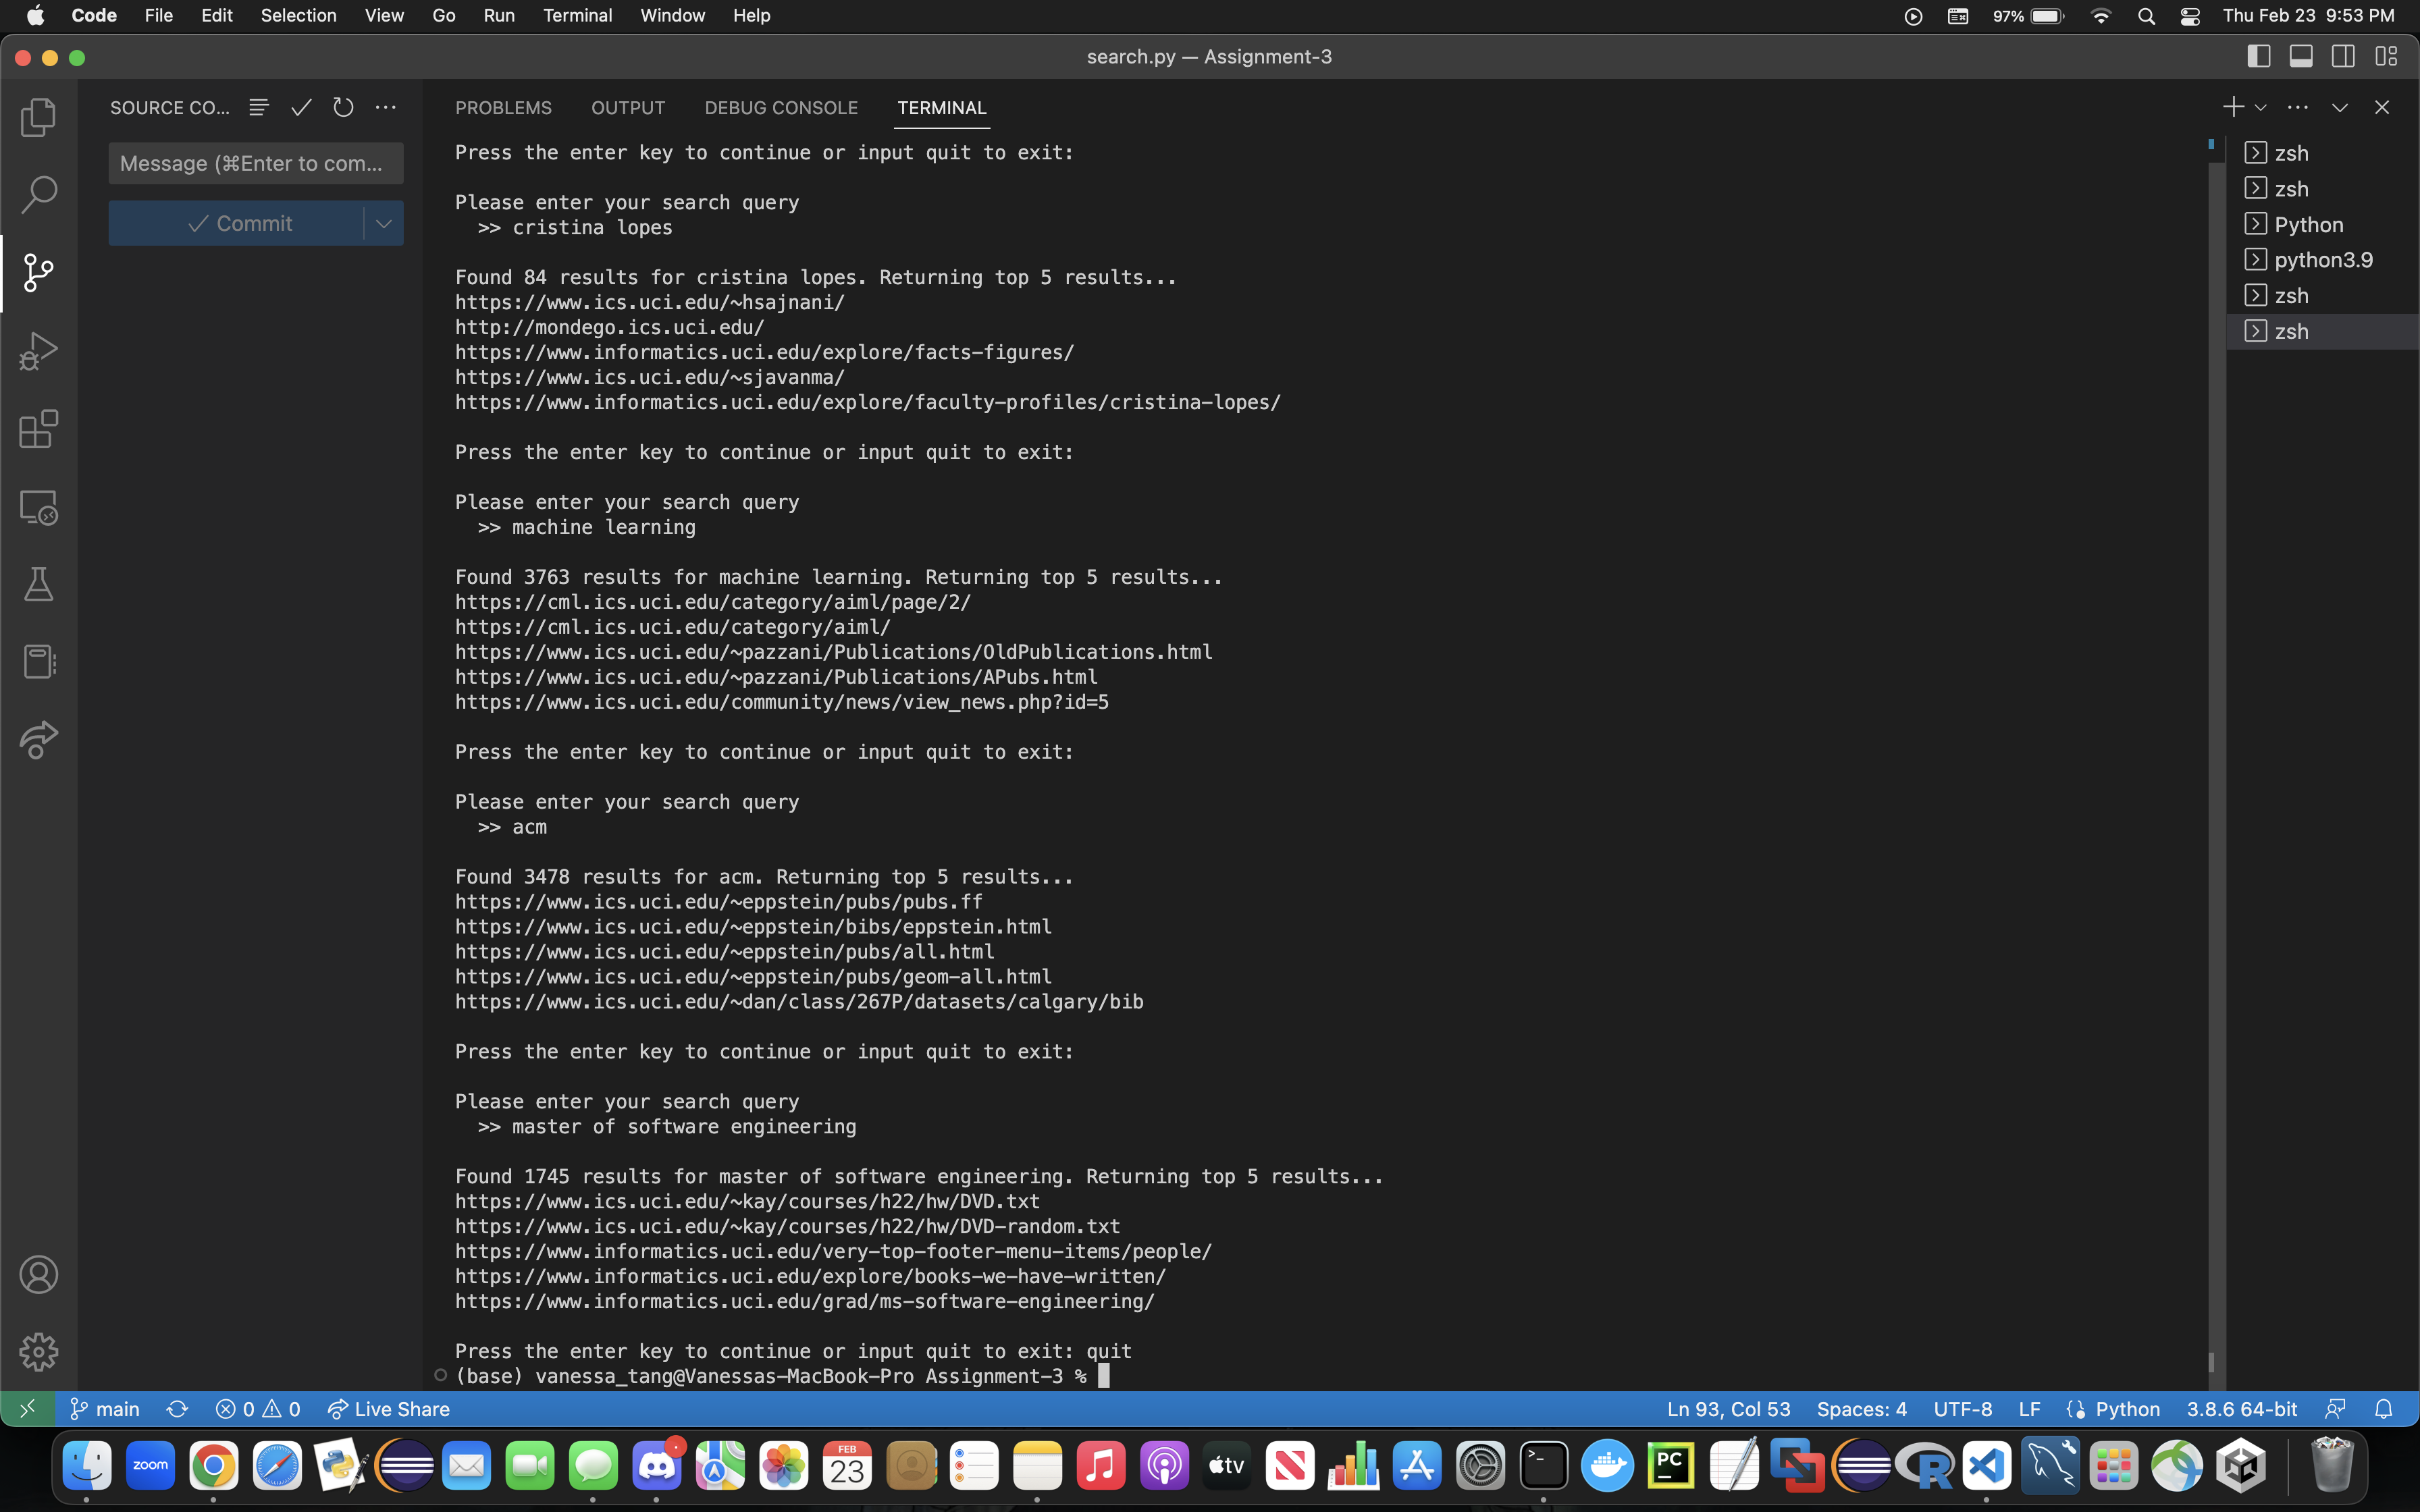 Code File Edit Selection View Go Run Terminal Window Help 97% Thu Feb 23 9:53 PM
search.py — Assignment-3
SOURCE CO...
Message (⌘Enter to com...
Commit
PROBLEMS OUTPUT DEBUG CONSOLE TERMINAL
Press the enter key to continue or input quit to exit:
Please enter your search query
>> cristina lopes
Found 84 results for cristina lopes. Returning top 5 results...
https://www.ics.uci.edu/~hsajnani/
http://mondego.ics.uci.edu/
https://www.informatics.uci.edu/explore/facts-figures/
https://www.ics.uci.edu/~sjavanma/
https://www.informatics.uci.edu/explore/faculty-profiles/cristina-lopes/
Press the enter key to continue or input quit to exit:
Please enter your search query
>> machine learning
Found 3763 results for machine learning. Returning top 5 results...
https://cml.ics.uci.edu/category/aiml/page/2/
https://cml.ics.uci.edu/category/aiml/
https://www.ics.uci.edu/~pazzani/Publications/OldPublications.html
https://www.ics.uci.edu/~pazzani/Publications/APubs.html
https://www.ics.uci.edu/community/news/view_news.php?id=5
Press the enter key to continue or input quit to exit:
Please enter your search query
>> acm
Found 3478 results for acm. Returning top 5 results...
https://www.ics.uci.edu/~eppstein/pubs/pubs.ff
https://www.ics.uci.edu/~eppstein/bibs/eppstein.html
https://www.ics.uci.edu/~eppstein/pubs/all.html
https://www.ics.uci.edu/~eppstein/pubs/geom-all.html
https://www.ics.uci.edu/~dan/class/267P/datasets/calgary/bib
Press the enter key to continue or input quit to exit:
Please enter your search query
>> master of software engineering
Found 1745 results for master of software engineering. Returning top 5 results...
https://www.ics.uci.edu/~kay/courses/h22/hw/DVD.txt
https://www.ics.uci.edu/~kay/courses/h22/hw/DVD-random.txt
https://www.informatics.uci.edu/very-top-footer-menu-items/people/
https://www.informatics.uci.edu/explore/books-we-have-written/
https://www.informatics.uci.edu/grad/ms-software-engineering/
Press the enter key to continue or input quit to exit: quit
(base) vanessa_tang@Vanessas-MacBook-Pro Assignment-3 %
zsh
zsh
Python
python3.9
zsh
zsh
main 0 0 Live Share Ln 93, Col 53 Spaces: 4 UTF-8 LF Python 3.8.6 64-bit
zoom
FEB
23
tv
PC
R